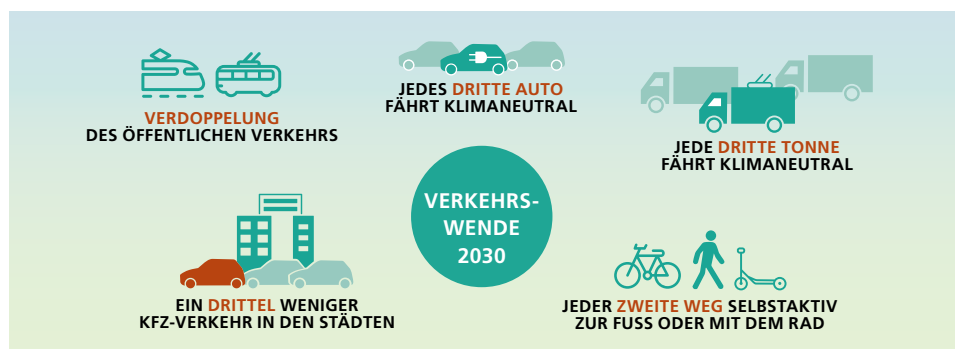 VERDOPPELUNG
DES ÖFFENTLICHEN VERKEHRS
JEDES DRITTE AUTO
FÄHRT KLIMANEUTRAL
JEDE DRITTE TONNE
FÄHRT KLIMANEUTRAL
VERKEHRS-
WENDE
2030
EIN DRITTEL WENIGER
KFZ-VERKEHR IN DEN STÄDTEN
JEDER ZWEITE WEG SELBSTAKTIV
ZUR FUSS ODER MIT DEM RAD